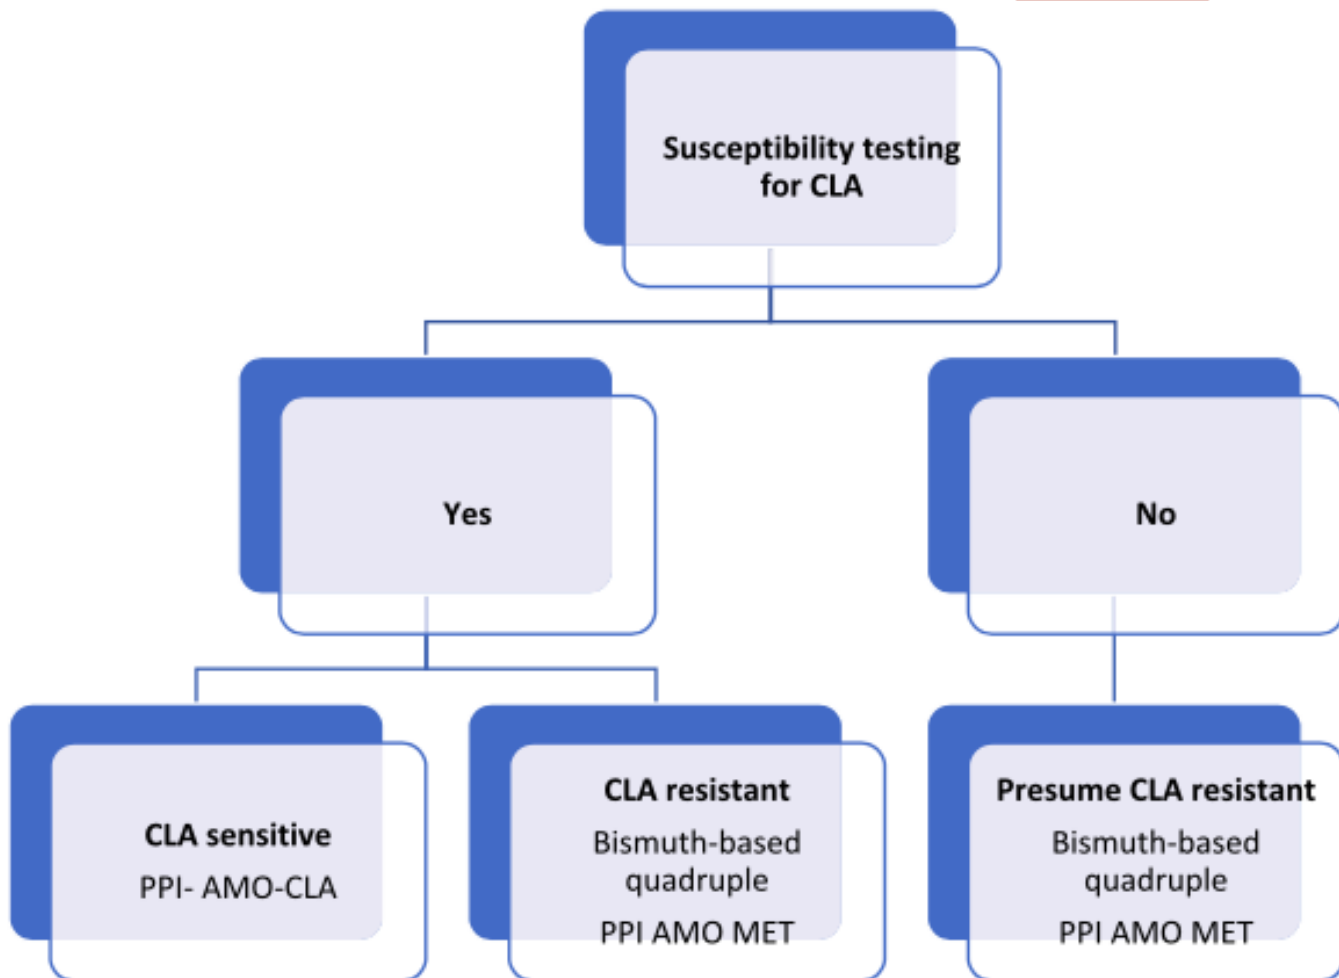 Susceptibility testing
for CLA
Yes
No
CLA sensitive
PPI- AMO-CLA
CLA resistant
Bismuth-based
quadruple
PPI AMO MET
Presume CLA resistant
Bismuth-based
quadruple
PPI AMO MET